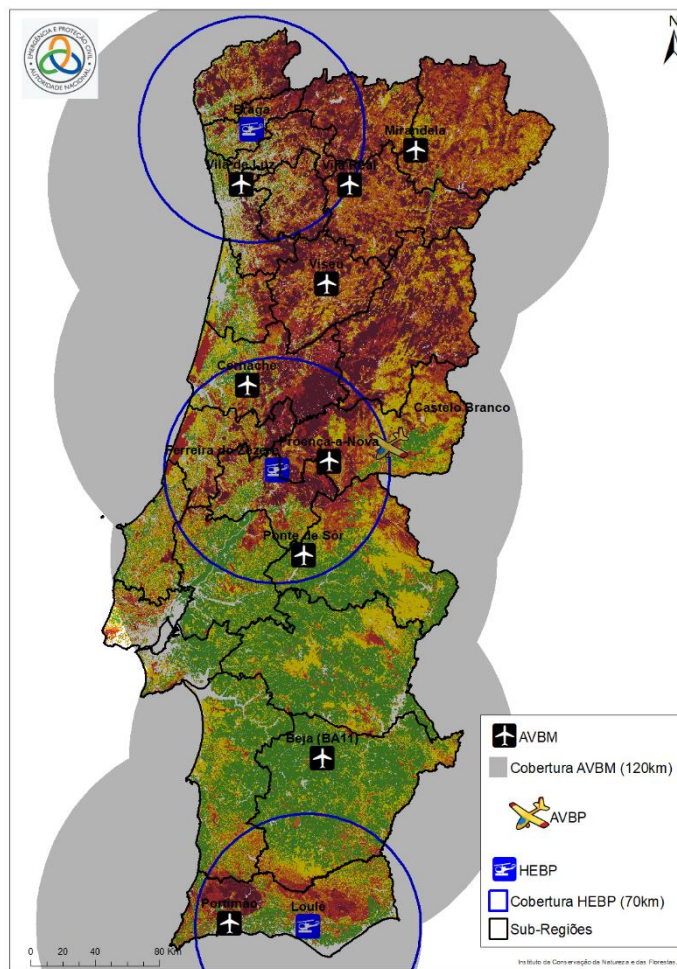 EMERGÊNCIA E PROTEÇÃO CIVIL
AUTORIDADE NACIONAL
N
Braga
Mirandela
Vila de Luz
Vila Real
Viseu
Cernache
Castelo Branco
Ferreira do Zêzere
Proença-a-Nova
Ponte de Sôr
Beja (BA11)
Portimão
Loulé
AVBM
Cobertura AVBM (120km)
AVBP
HEBP
Cobertura HEBP (70km)
Sub-Regiões
0 20 40 80 Km
Instituto da Conservação da Natureza e das Florestas,